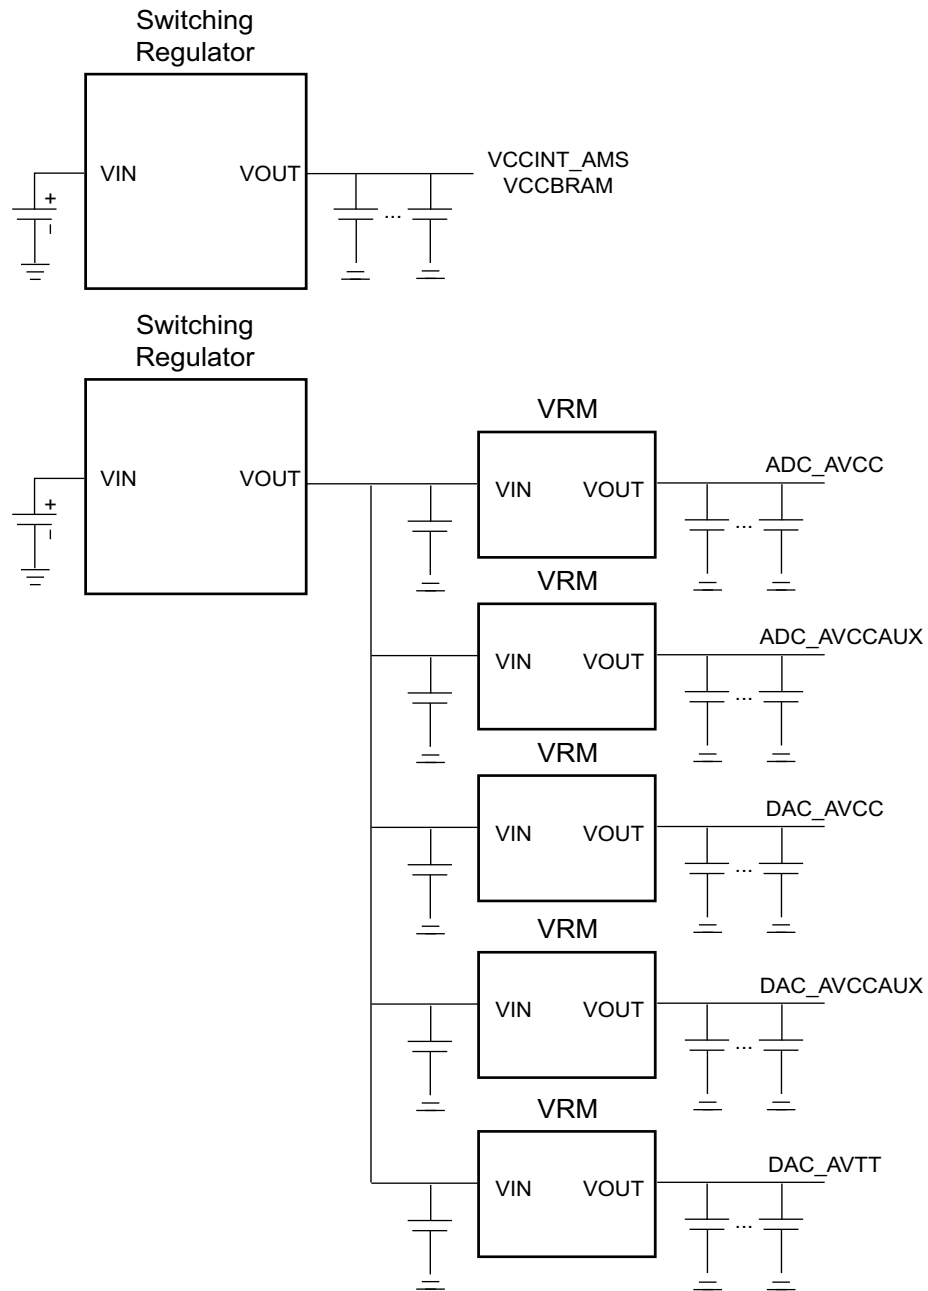 Switching
Regulator
VIN VOUT
VCCINT_AMS
VCCBRAM
+
–
...
Switching
Regulator
VIN VOUT
+
–
VRM
VIN VOUT
ADC_AVCC
...
VRM
VIN VOUT
ADC_AVCCAUX
...
VRM
VIN VOUT
DAC_AVCC
...
VRM
VIN VOUT
DAC_AVCCAUX
...
VRM
VIN VOUT
DAC_AVTT
...